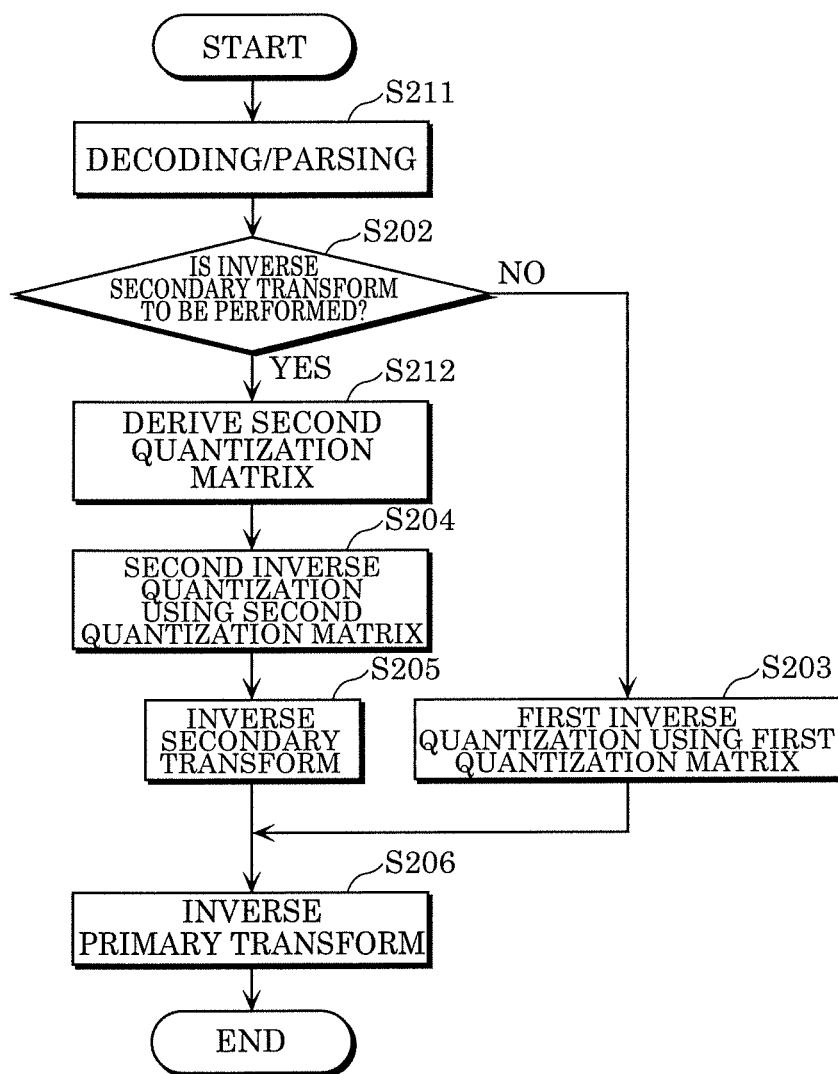 START
S211
DECODING/PARSING
S202
IS INVERSE
SECONDARY TRANSFORM
TO BE PERFORMED?
NO
YES
S212
DERIVE SECOND
QUANTIZATION
MATRIX
S204
SECOND INVERSE
QUANTIZATION
USING SECOND
QUANTIZATION MATRIX
S205
INVERSE
SECONDARY
TRANSFORM
S203
FIRST INVERSE
QUANTIZATION USING FIRST
QUANTIZATION MATRIX
S206
INVERSE
PRIMARY TRANSFORM
END